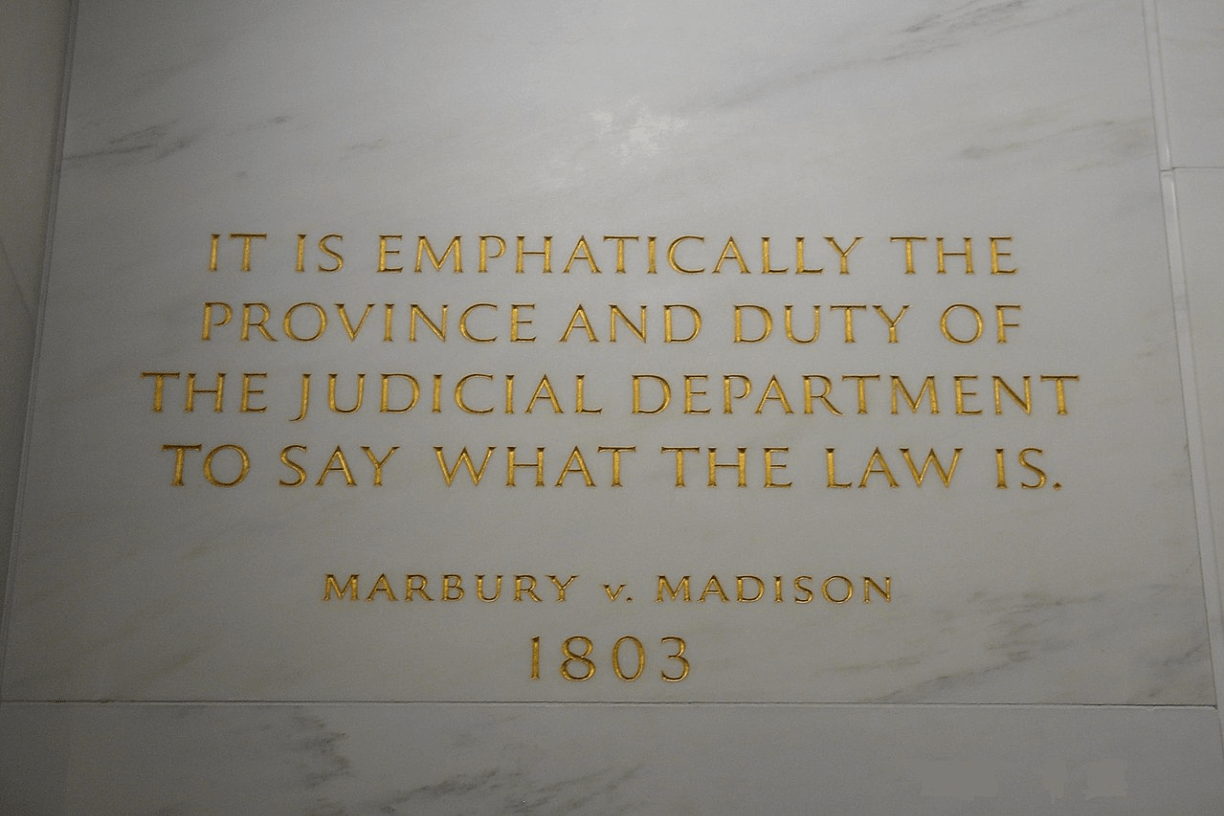 IT IS EMPHATICALLY THE
PROVINCE AND DUTY OF
THE JUDICIAL DEPARTMENT
TO SAY WHAT THE LAW IS.
MARBURY v. MADISON
1803